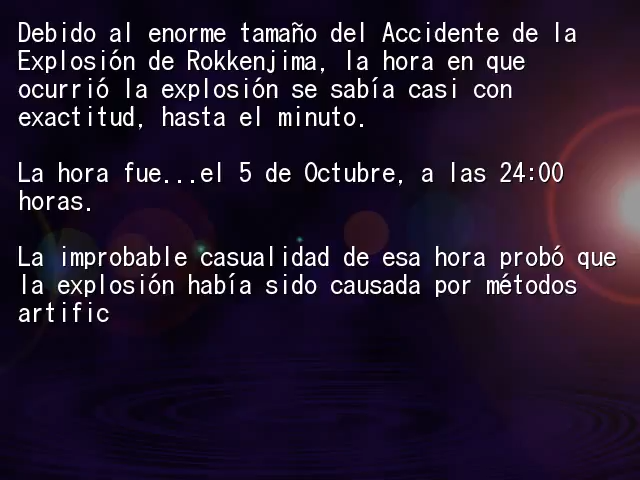 Debido al enorme tamaño del Accidente de la
Explosión de Rokkenjima, la hora en que
ocurrió la explosión se sabía casi con
exactitud, hasta el minuto.
La hora fue...el 5 de Octubre, a las 24:00
horas.
La improbable casualidad de esa hora probó que
la explosión había sido causada por métodos
artific